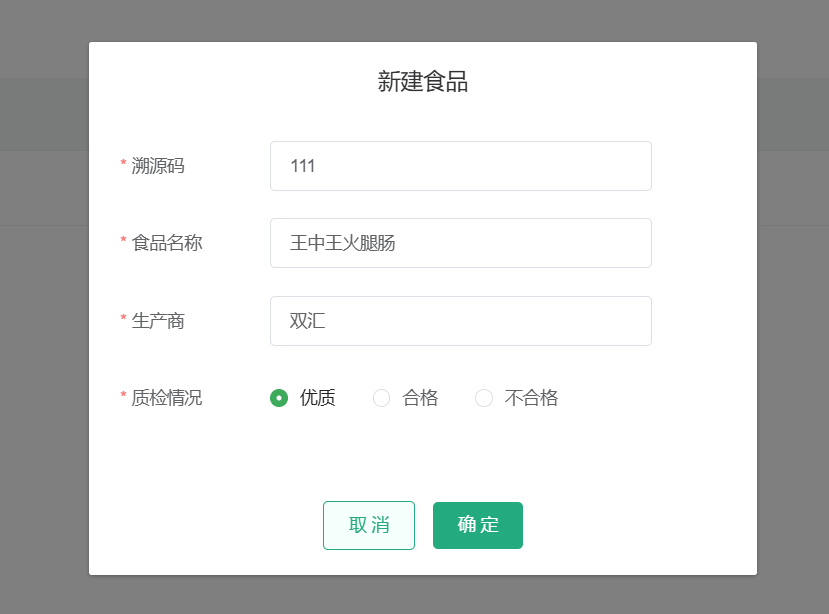 新建食品
* 溯源码 111
* 食品名称 王中王火腿肠
* 生产商 双汇
* 质检情况 优质 合格 不合格
取消 确定